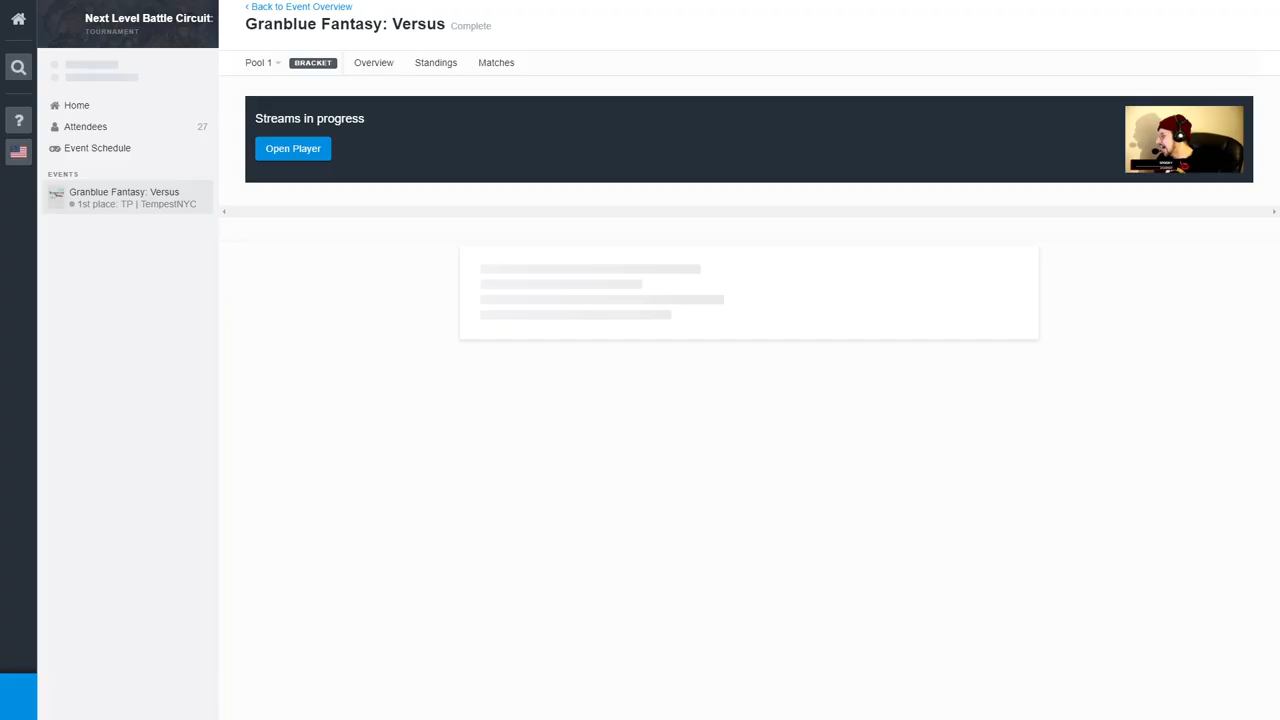 Next Level Battle Circuit:
TOURNAMENT
Home
Attendees 27
Event Schedule
EVENTS
Granblue Fantasy: Versus
1st place: TP | TempestNYC
‹ Back to Event Overview
Granblue Fantasy: Versus Complete
Pool 1 BRACKET Overview Standings Matches
Streams in progress
Open Player
?